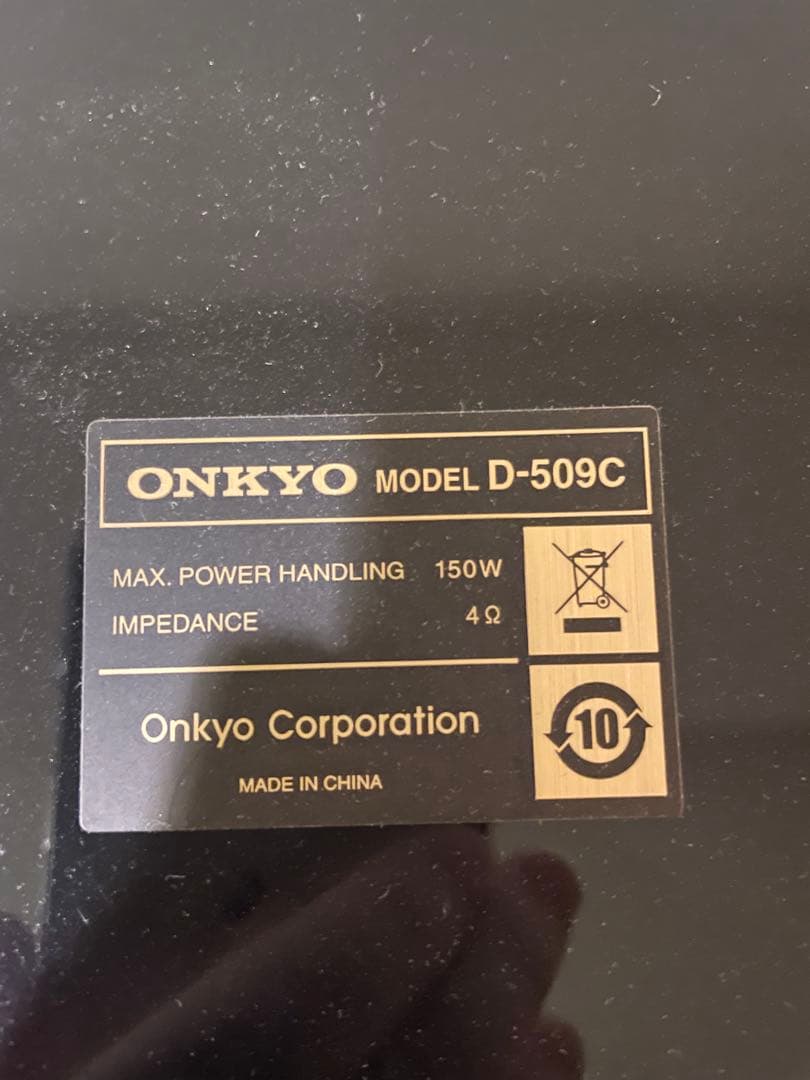 ONKYO MODEL D-509C
MAX. POWER HANDLING 150W
IMPEDANCE 4Ω
Onkyo Corporation
MADE IN CHINA
10